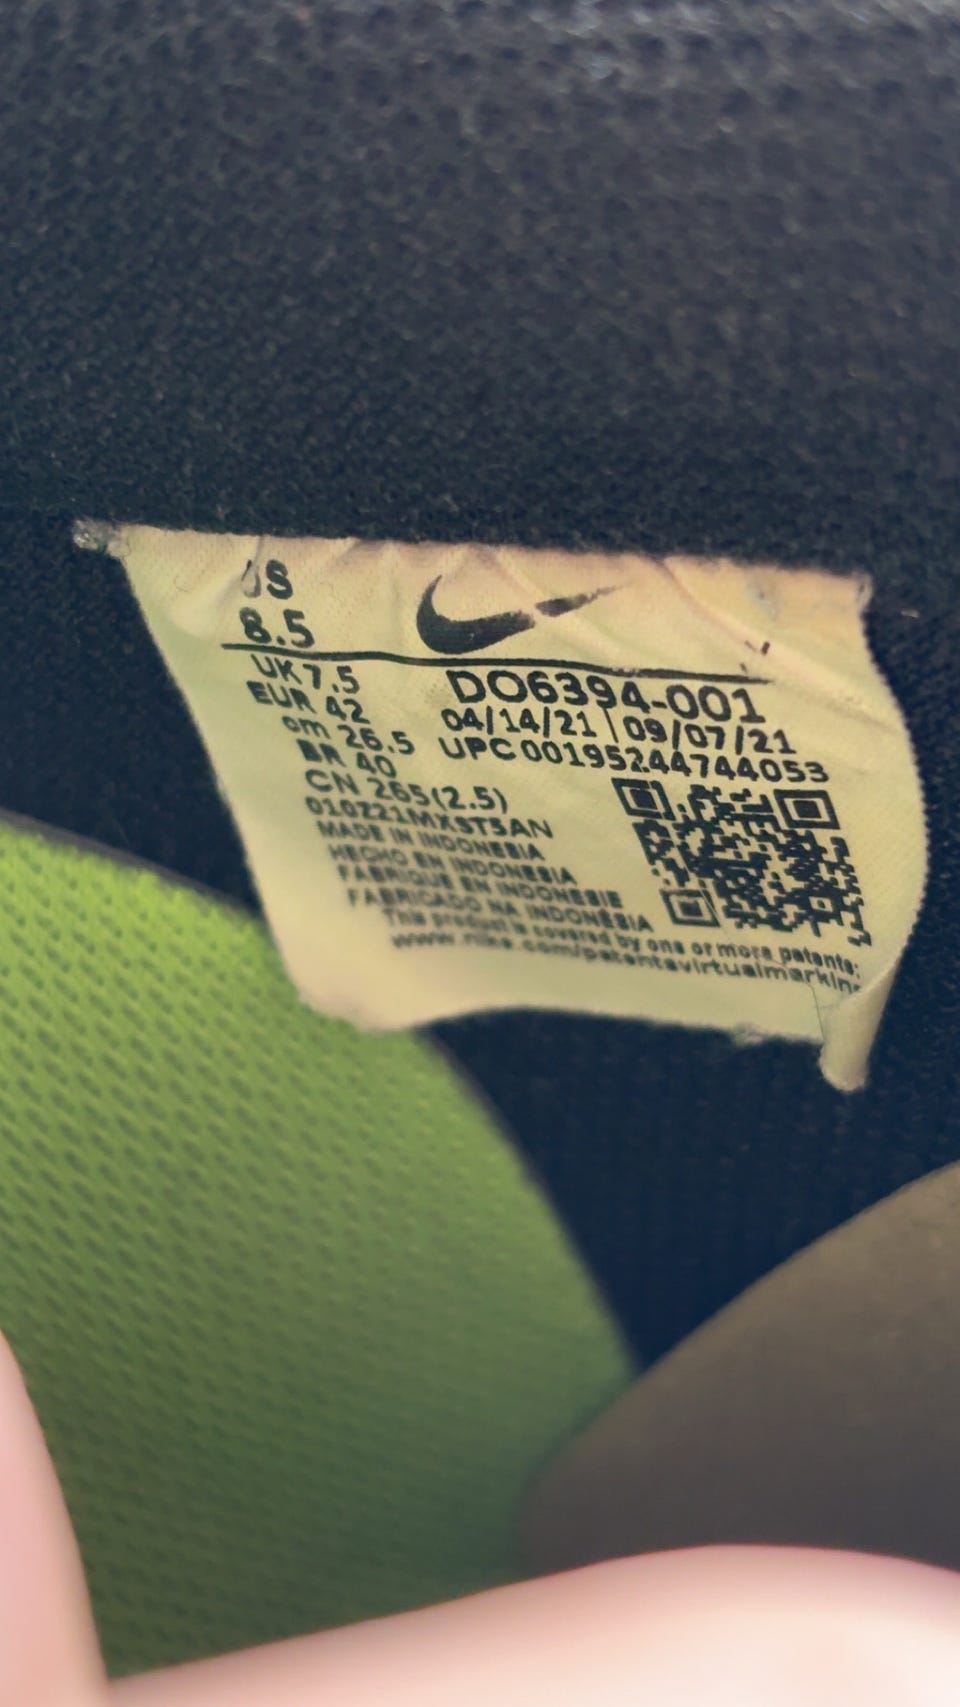 US
8.5
UK 7.5
EUR 42
cm 26.5
BR 40
CN 265(2.5)
DO6394-001
04/14/21 | 09/07/21
UPC 00195244744053
010221MXST5AN
MADE IN INDONESIA
HECHO EN INDONESIA
FABRIQUÉ EN INDONESIE
FABRICADO NA INDONÉSIA
This product is covered by one or more patents:
www.nike.com/patentsvirtualmarking